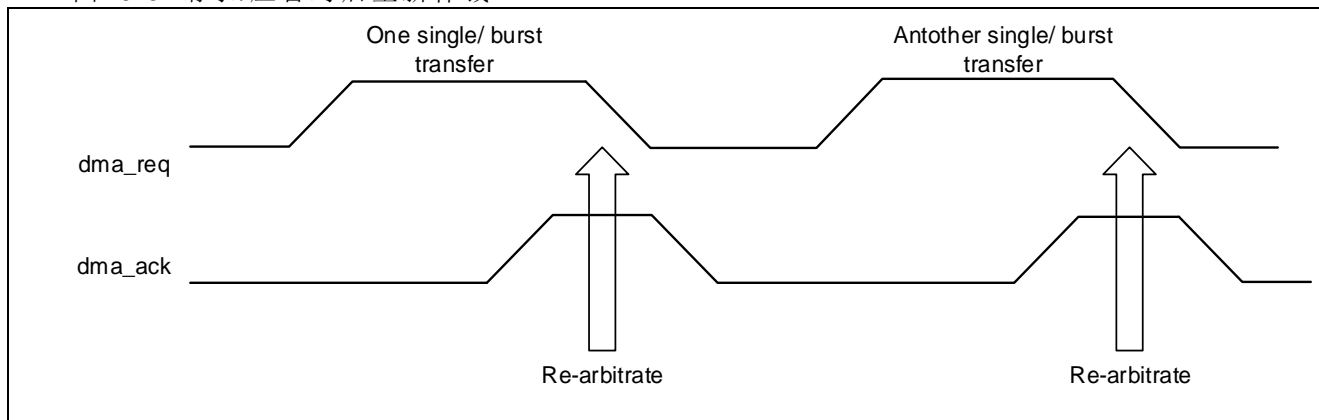 One single/ burst
transfer
Antother single/ burst
transfer
dma_req
dma_ack
Re-arbitrate
Re-arbitrate